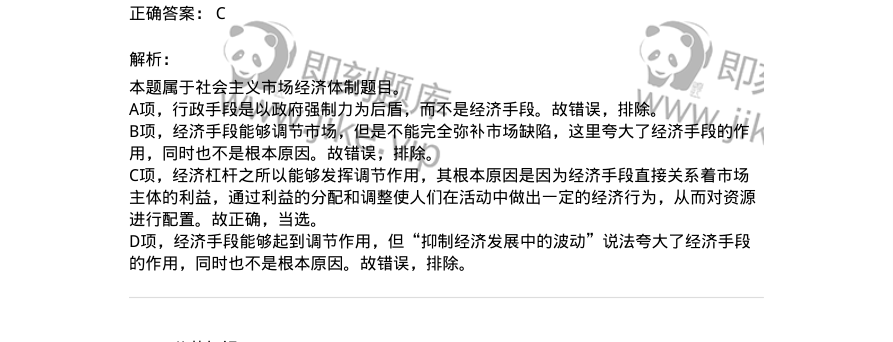 正确答案： C
解析：
本题属于社会主义市场经济体制题目。
A项，行政手段是以政府强制力为后盾，而不是经济手段。故错误，排除。
B项，经济手段能够调节市场，但是不能完全弥补市场缺陷，这里夸大了经济手段的作
用，同时也不是根本原因。故错误，排除。
C项，经济杠杆之所以能够发挥调节作用，其根本原因是因为经济手段直接关系着市场
主体的利益，通过利益的分配和调整使人们在活动中做出一定的经济行为，从而对资源
进行配置。故正确，当选。
D项，经济手段能够起到调节作用，但“抑制经济发展中的波动”说法夸大了经济手段
的作用，同时也不是根本原因。故错误，排除。
即刻题库
www.jike.vip
即刻
www.jik